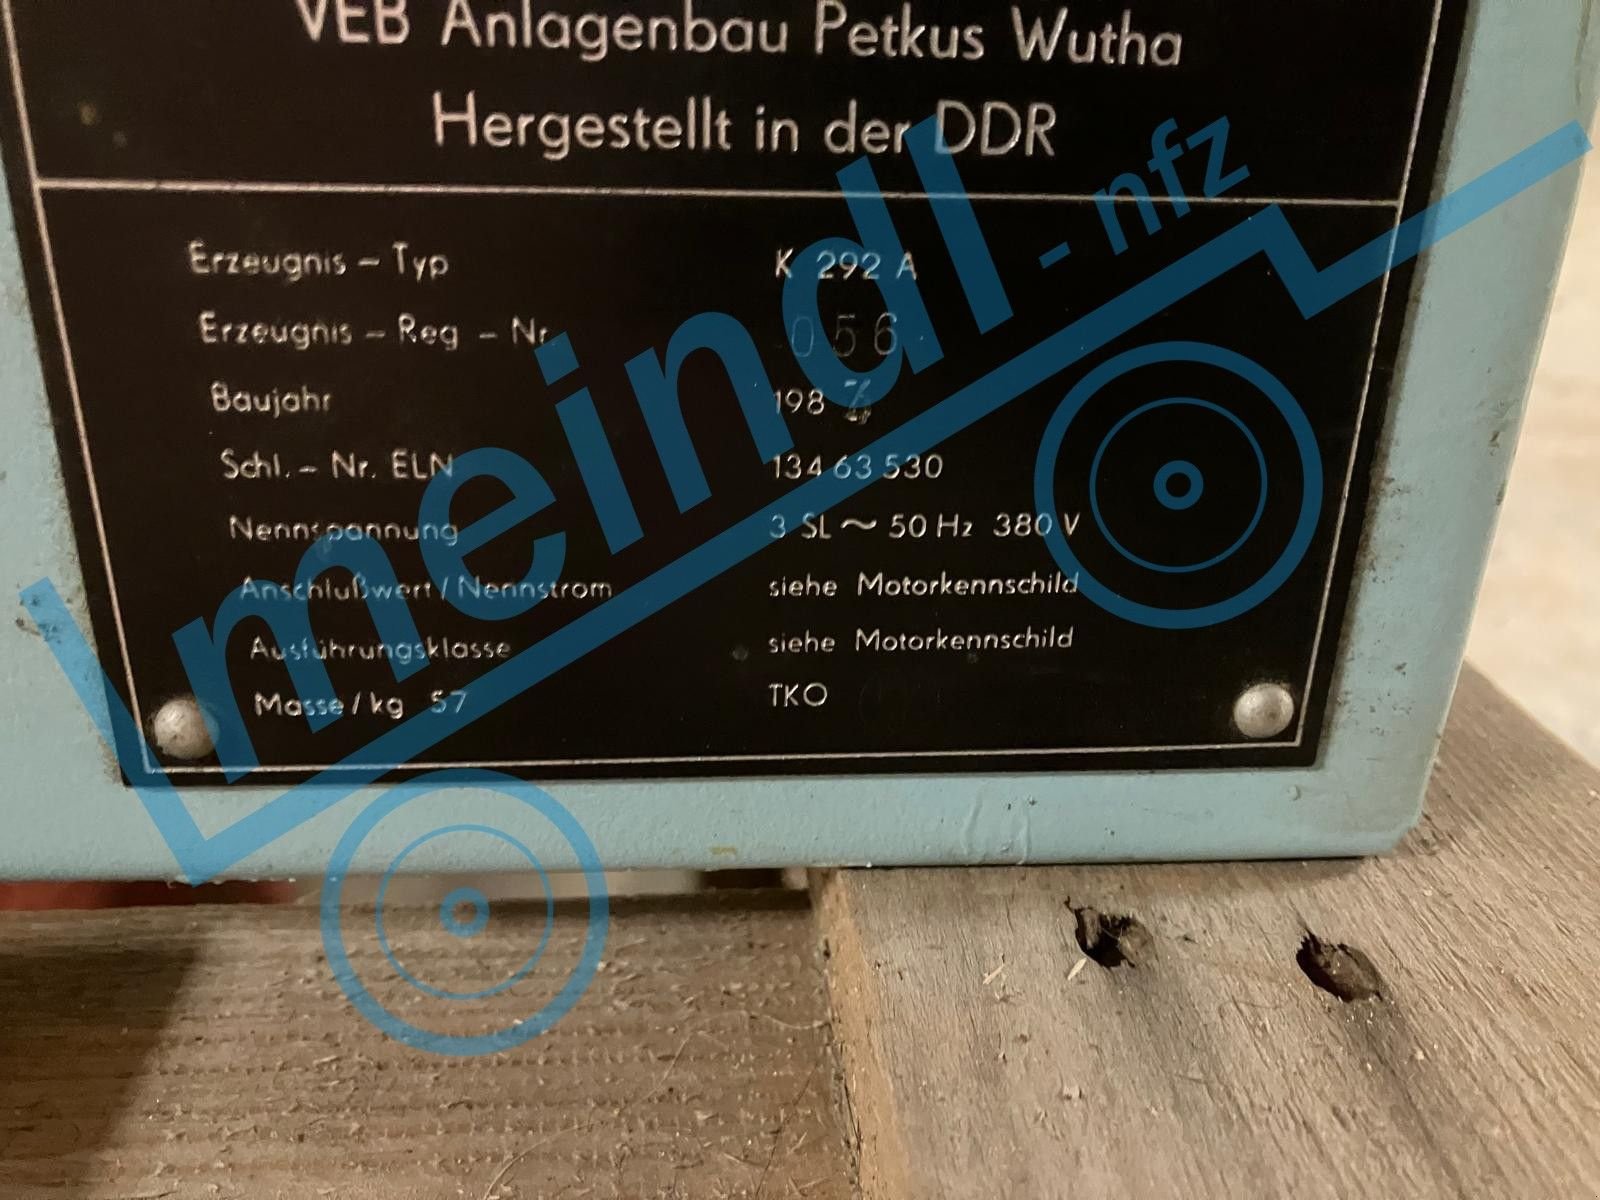 VEB Anlagenbau Petkus Wutha
Hergestellt in der DDR
Erzeugnis – Typ K 292 A
Erzeugnis – Reg – Nr. 056
Baujahr 198
Schl. – Nr. ELN 134 63 530
Nennspannung 3 SL ~ 50 Hz 380 V
Anschlußwert / Nennstrom siehe Motorkennschild
Ausführungsklasse siehe Motorkennschild
Masse / kg 57 TKO
meindl - nfz